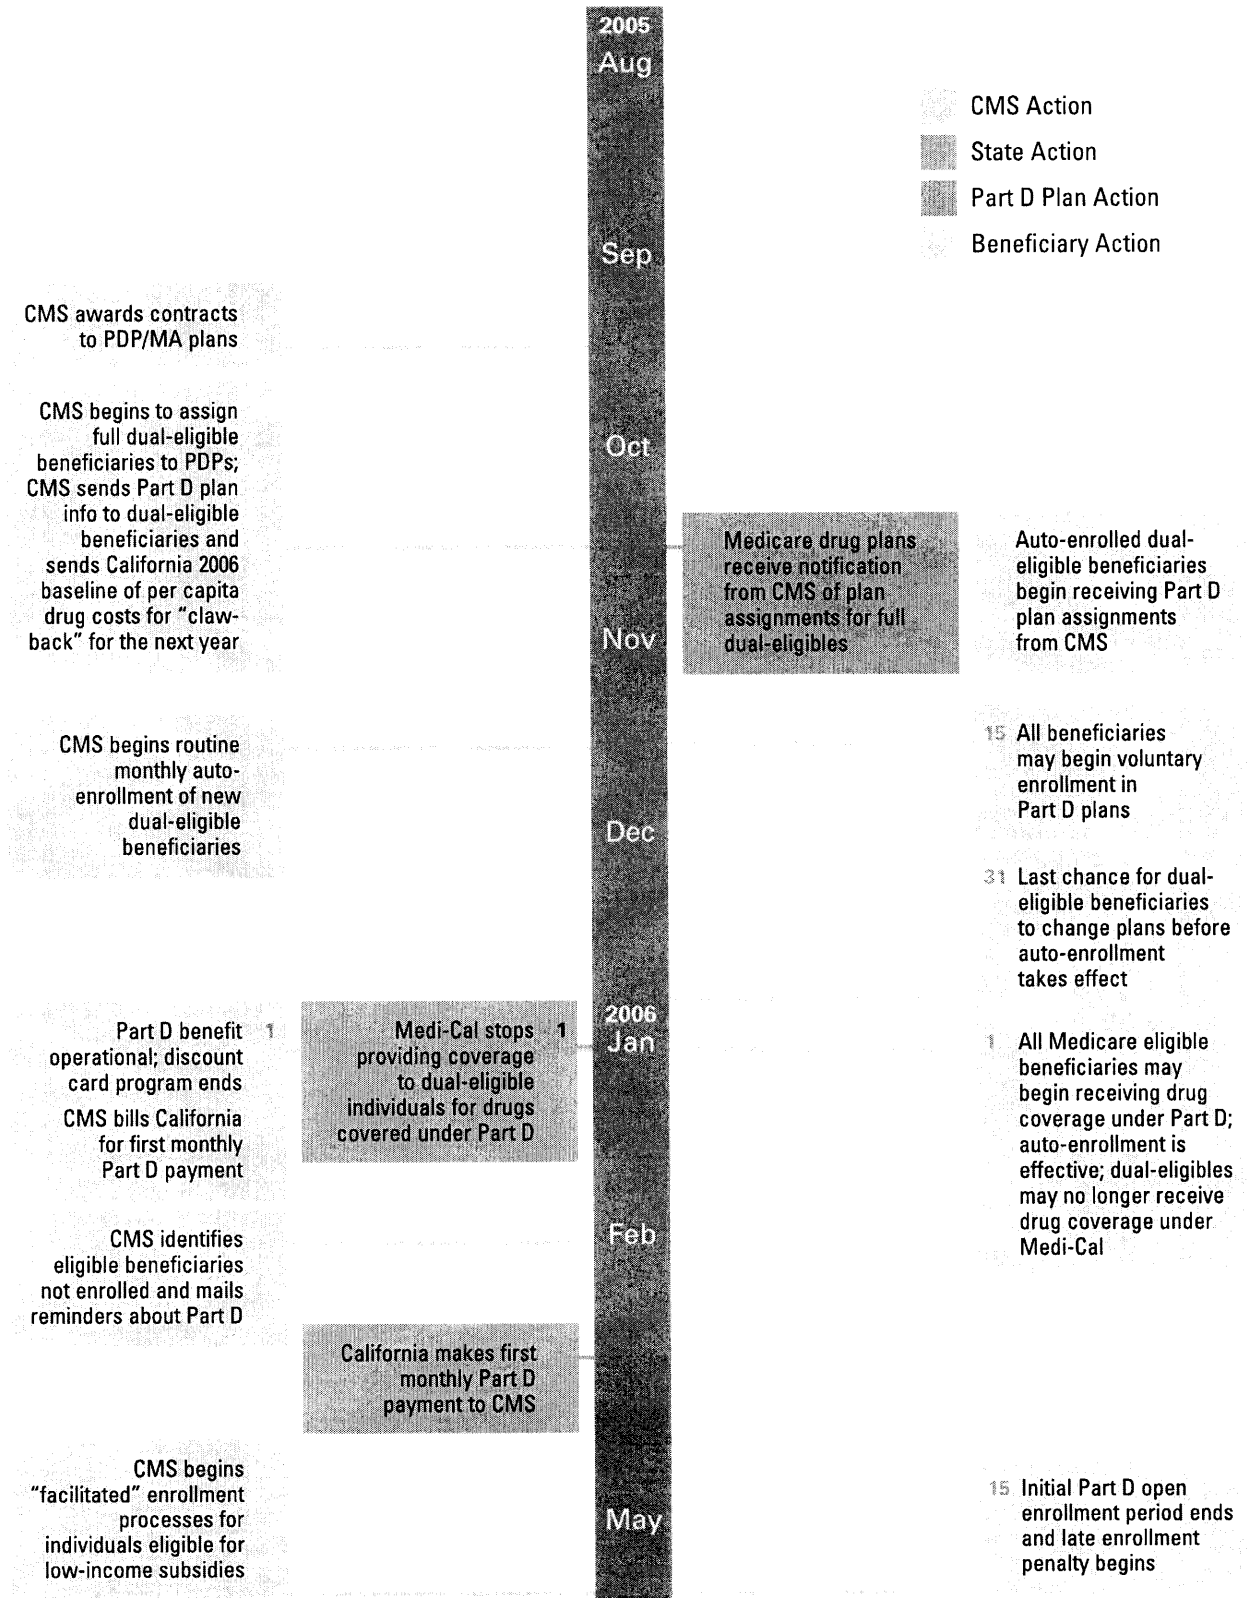 2005
Aug
CMS Action
State Action
Part D Plan Action
Beneficiary Action
Sep
CMS awards contracts
to PDP/MA plans
CMS begins to assign
full dual-eligible
beneficiaries to PDPs;
CMS sends Part D plan
info to dual-eligible
beneficiaries and
sends California 2006
baseline of per capita
drug costs for "claw-
back" for the next year
Oct
Medicare drug plans
receive notification
from CMS of plan
assignments for full
dual-eligibles
Auto-enrolled dual-
eligible beneficiaries
begin receiving Part D
plan assignments
from CMS
Nov
CMS begins routine
monthly auto-
enrollment of new
dual-eligible
beneficiaries
15 All beneficiaries
may begin voluntary
enrollment in
Part D plans
Dec
31 Last chance for dual-
eligible beneficiaries
to change plans before
auto-enrollment
takes effect
2006
Jan
Part D benefit 1
operational; discount
card program ends
CMS bills California
for first monthly
Part D payment
Medi-Cal stops 1
providing coverage
to dual-eligible
individuals for drugs
covered under Part D
1 All Medicare eligible
beneficiaries may
begin receiving drug
coverage under Part D;
auto-enrollment is
effective; dual-eligibles
may no longer receive
drug coverage under
Medi-Cal
Feb
CMS identifies
eligible beneficiaries
not enrolled and mails
reminders about Part D
California makes first
monthly Part D
payment to CMS
CMS begins
"facilitated" enrollment
processes for
individuals eligible for
low-income subsidies
May
15 Initial Part D open
enrollment period ends
and late enrollment
penalty begins